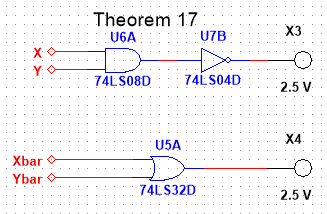 Theorem 17
U6A U7B X3
X
Y
74LS08D 74LS04D 2.5 V
U5A X4
Xbar
Ybar
74LS32D 2.5 V